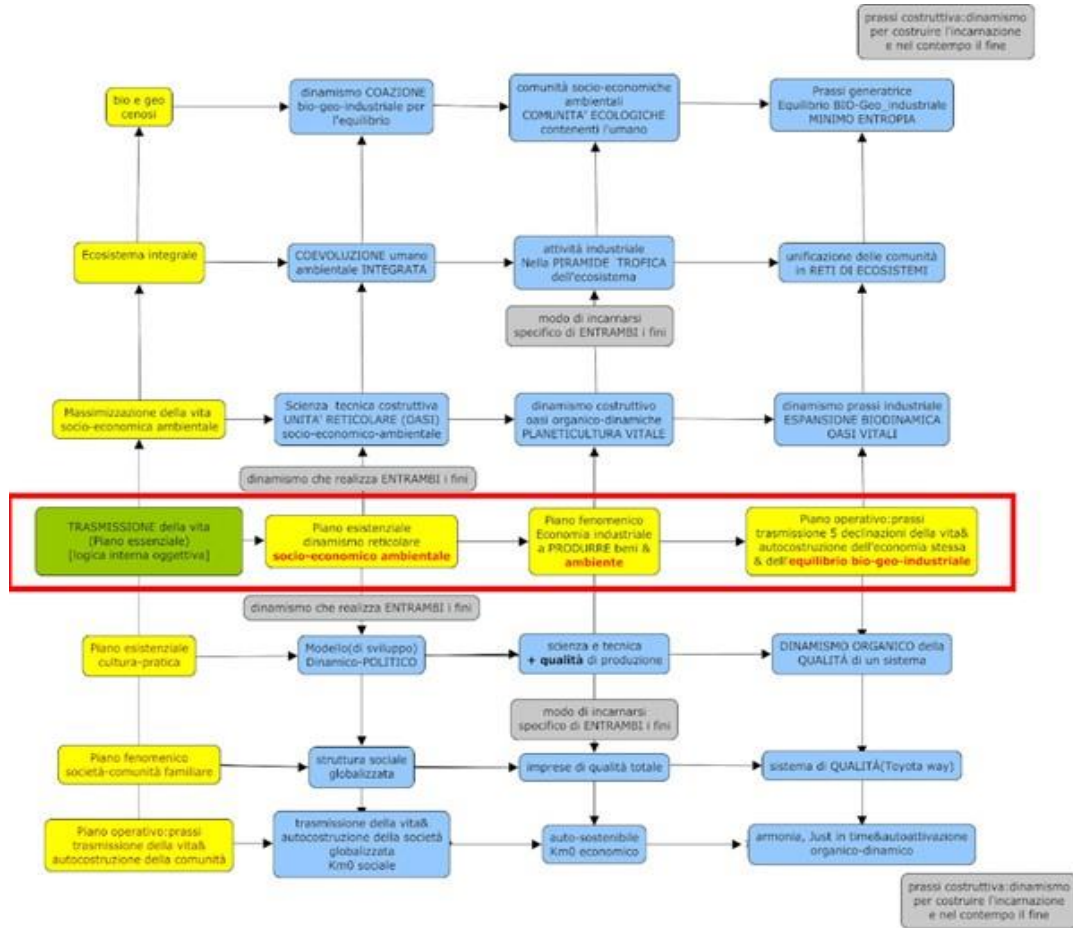 prassi costruttiva:dinamismo
per costruire l'incarnazione
e nel contempo il fine
bio e geo
cenosi
dinamismo COAZIONE
bio-geo-industriale per
l'equilibrio
comunità socio-economiche
ambientali
COMUNITA' ECOLOGICHE
contenenti l'umano
Prassi generatrice
Equilibrio BIO-Geo_industriale
MINIMO ENTROPIA
Ecosistema integrale
COEVOLUZIONE umano
ambientale INTEGRATA
attività industriale
Nella PIRAMIDE TROFICA
dell'ecosistema
unificazione delle comunità
in RETI DI ECOSISTEMI
modo di incarnarsi
specifico di ENTRAMBI i fini
Massimizzazione della vita
socio-economica ambientale
Scienza tecnica costruttiva
UNITA' RETICOLARE (OASI)
socio-economico-ambientale
dinamismo costruttivo
oasi organico-dinamiche
PLANETICULTURA VITALE
dinamismo prassi industriale
ESPANSIONE BIODINAMICA
OASI VITALI
dinamismo che realizza ENTRAMBI i fini
TRASMISSIONE della vita
(Piano essenziale)
[logica interna oggettiva]
Piano esistenziale
dinamismo reticolare
socio-economico ambientale
Piano fenomenico
Economia industriale
a PRODURRE beni &
ambiente
Piano operativo:prassi
trasmissione 5 declinazioni della vita&
autocostruzione dell'economia stessa
& dell'equilibrio bio-geo-industriale
dinamismo che realizza ENTRAMBI i fini
Piano esistenziale
cultura-pratica
Modello(di sviluppo)
Dinamico-POLITICO
scienza e tecnica
+ qualità di produzione
DINAMISMO ORGANICO della
QUALITÁ di un sistema
modo di incarnarsi
specifico di ENTRAMBI i fini
Piano fenomenico
società-comunità familiare
struttura sociale
globalizzata
imprese di qualità totale
sistema di QUALITÁ(Toyota way)
Piano operativo:prassi
trasmissione della vita&
autocostruzione della comunità
trasmissione della vita&
autocostruzione della società
globalizzata
Km0 sociale
auto-sostenibile
Km0 economico
armonia, Just in time&autoattivazione
organico-dinamico
prassi costruttiva:dinamismo
per costruire l'incarnazione
e nel contempo il fine